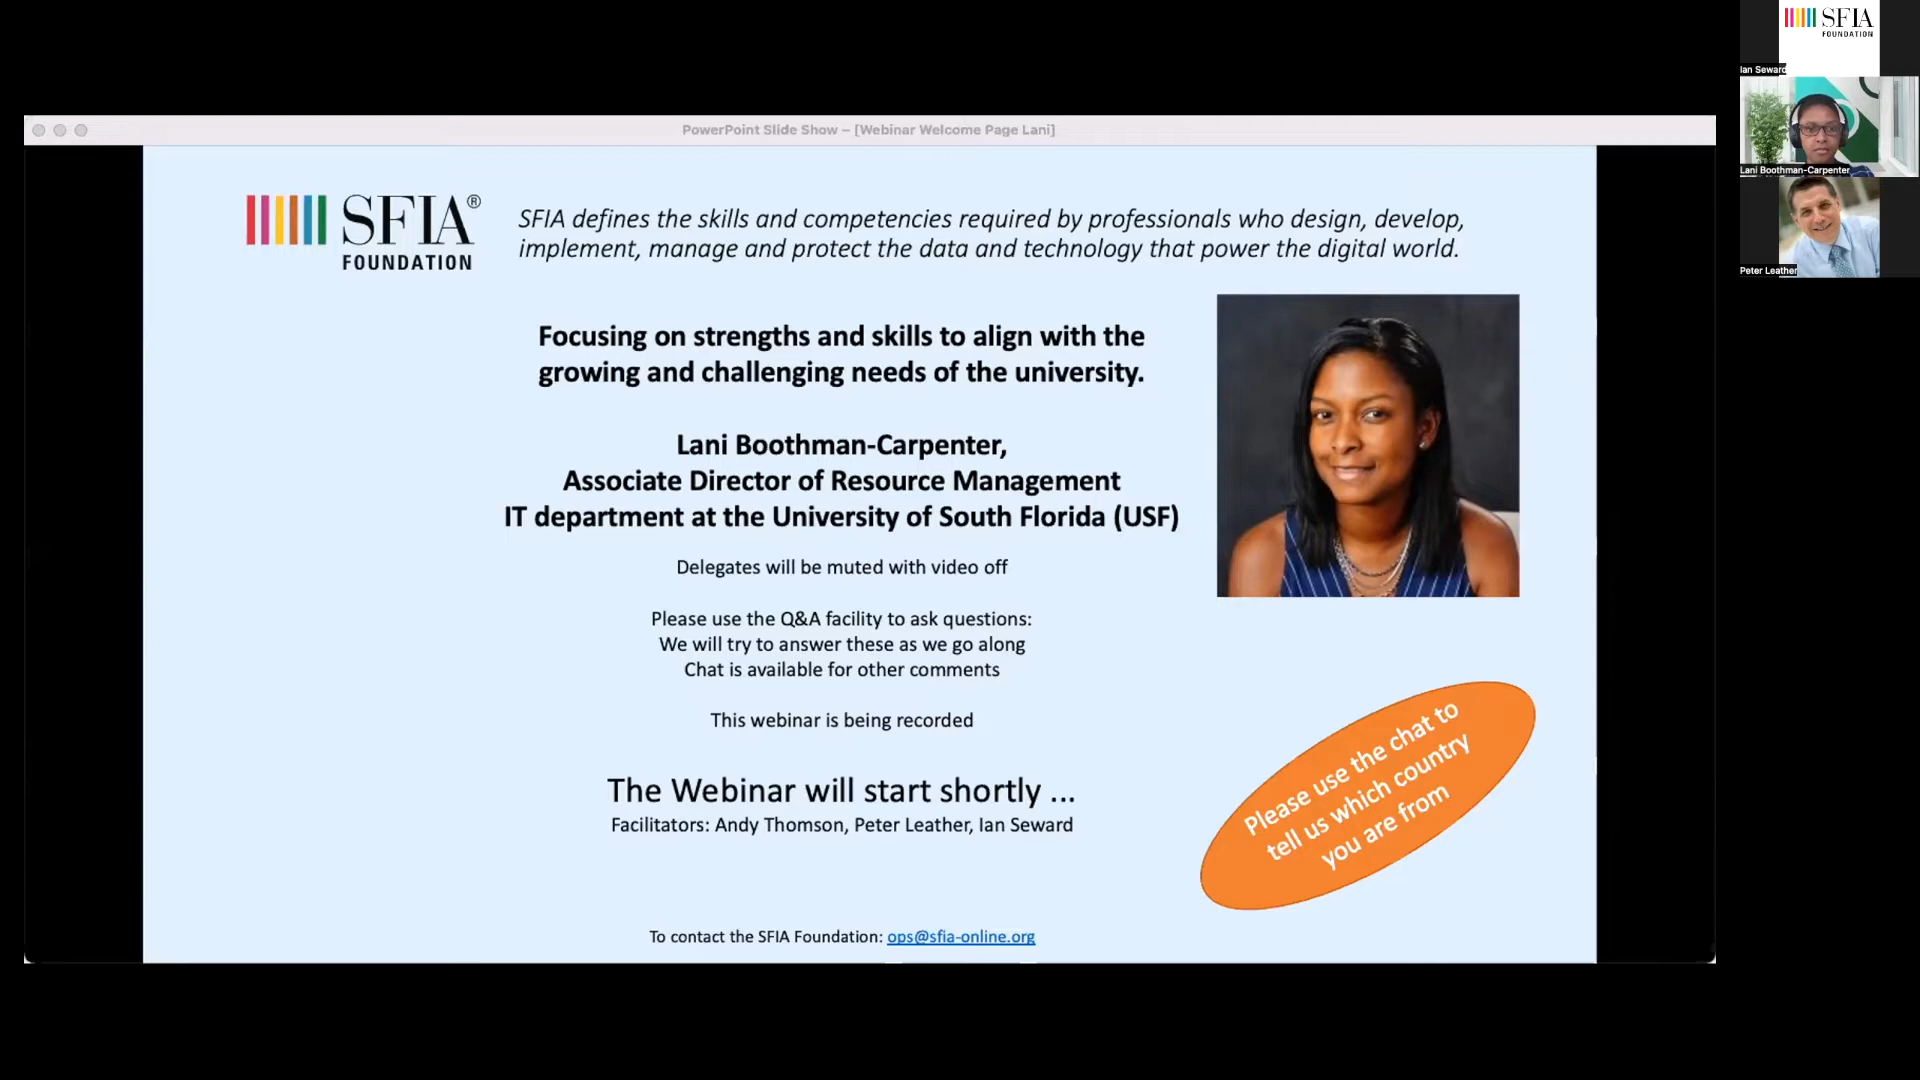 PowerPoint Slide Show – [Webinar Welcome Page Lani]
SFIA®
FOUNDATION
SFIA defines the skills and competencies required by professionals who design, develop,
implement, manage and protect the data and technology that power the digital world.
Focusing on strengths and skills to align with the
growing and challenging needs of the university.
Lani Boothman-Carpenter,
Associate Director of Resource Management
IT department at the University of South Florida (USF)
Delegates will be muted with video off
Please use the Q&A facility to ask questions:
We will try to answer these as we go along
Chat is available for other comments
This webinar is being recorded
The Webinar will start shortly ...
Facilitators: Andy Thomson, Peter Leather, Ian Seward
Please use the chat to
tell us which country
you are from
To contact the SFIA Foundation: ops@sfia-online.org
SFIA
FOUNDATION
Ian Seward
Lani Boothman-Carpenter
Peter Leather